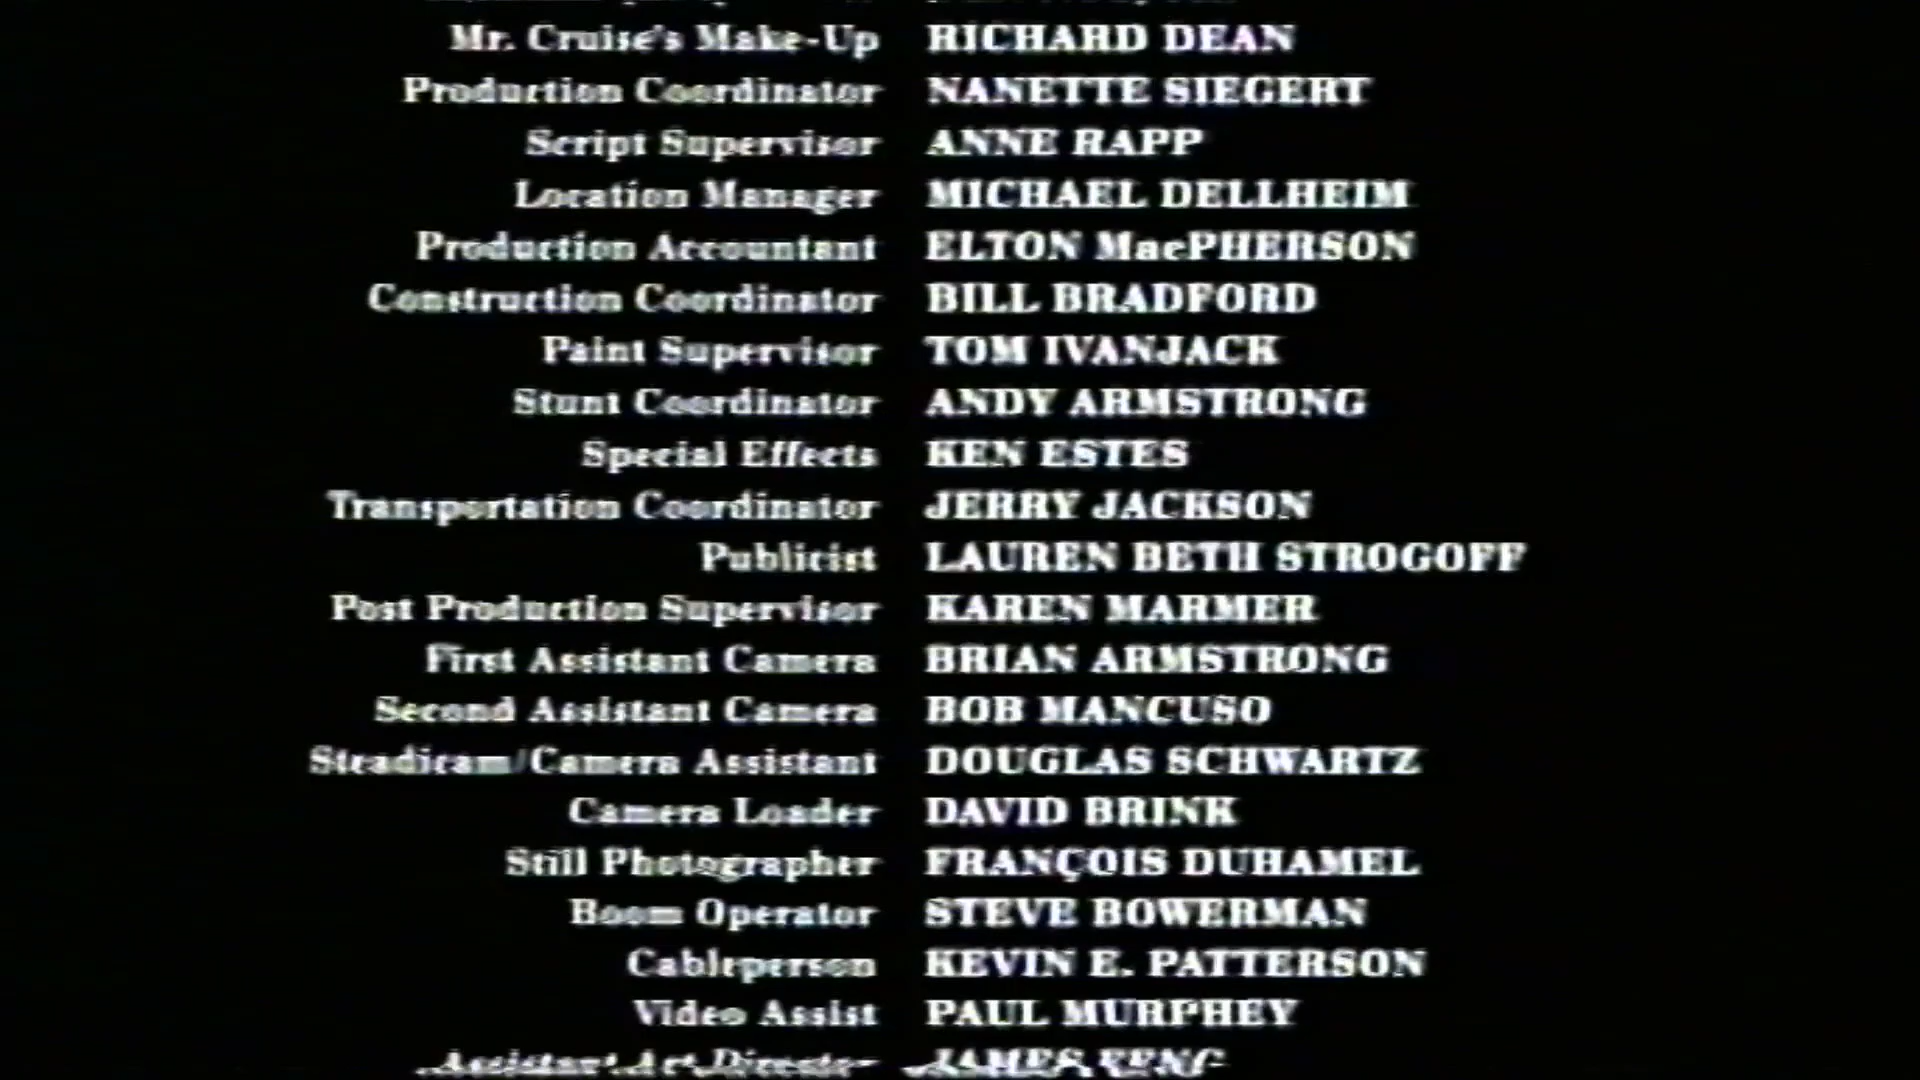 Mr. Cruise's Make-Up RICHARD DEAN
Production Coordinator NANETTE SIEGERT
Script Supervisor ANNE RAPP
Location Manager MICHAEL DELLHEIM
Production Accountant ELTON MacPHERSON
Construction Coordinator BILL BRADFORD
Paint Supervisor TOM IVANJACK
Stunt Coordinator ANDY ARMSTRONG
Special Effects KEN ESTES
Transportation Coordinator JERRY JACKSON
Publicist LAUREN BETH STROGOFF
Post Production Supervisor KAREN MARMER
First Assistant Camera BRIAN ARMSTRONG
Second Assistant Camera BOB MANCUSO
Steadicam/Camera Assistant DOUGLAS SCHWARTZ
Camera Loader DAVID BRINK
Still Photographer FRANÇOIS DUHAMEL
Boom Operator STEVE BOWERMAN
Cableperson KEVIN E. PATTERSON
Video Assist PAUL MURPHEY
Assistant Art Director JAMES FENG